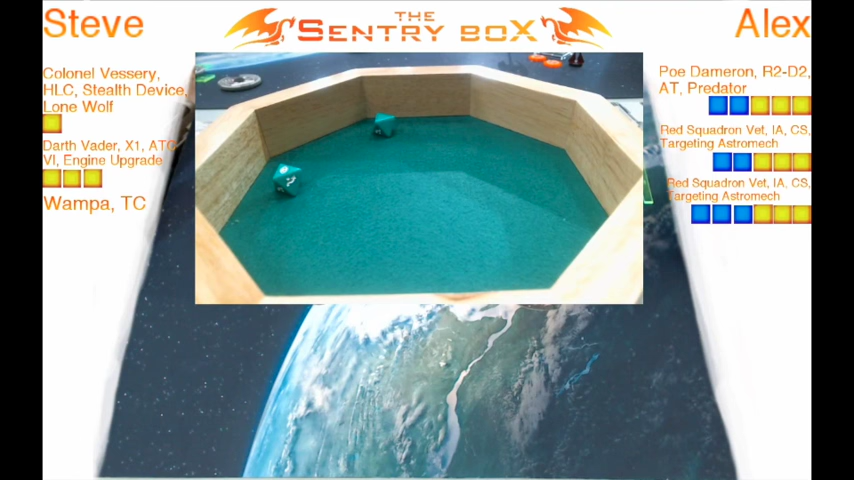 Steve
THE
SENTRY BOX
Alex
Colonel Vessery,
HLC, Stealth Device,
Lone Wolf
Darth Vader, X1, ATC
VI, Engine Upgrade
Wampa, TC
Poe Dameron, R2-D2,
AT, Predator
Red Squadron Vet, IA, CS,
Targeting Astromech
Red Squadron Vet, IA, CS,
Targeting Astromech